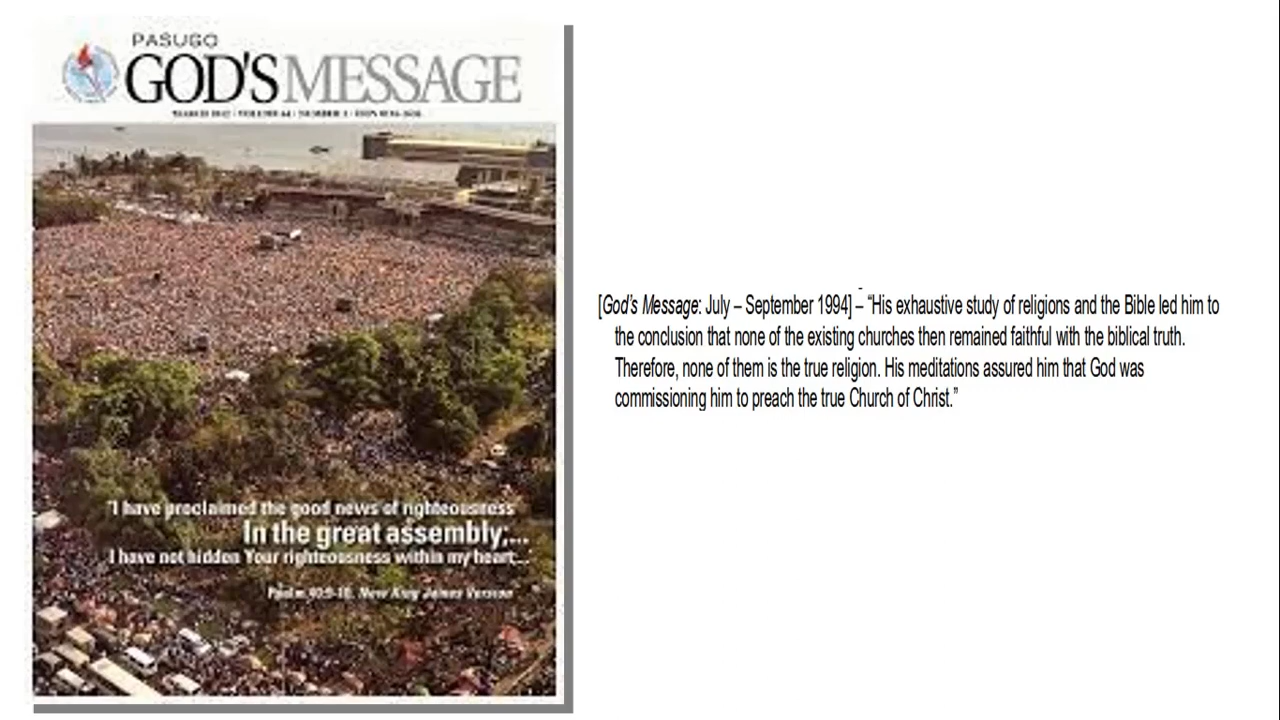 PASUGO
GOD'S MESSAGE
"I have proclaimed the good news of righteousness
In the great assembly;...
I have not hidden Your righteousness within my heart;..."
Psalm 40:9-10, New King James Version
[God's Message: July – September 1994] – “His exhaustive study of religions and the Bible led him to
the conclusion that none of the existing churches then remained faithful with the biblical truth.
Therefore, none of them is the true religion. His meditations assured him that God was
commissioning him to preach the true Church of Christ.”